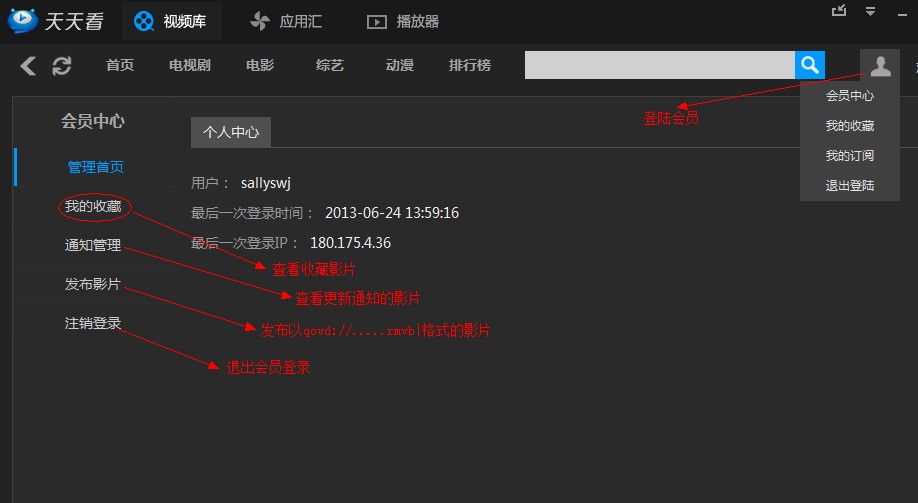 天天看 视频库 应用汇 播放器
首页 电视剧 电影 综艺 动漫 排行榜
会员中心
我的收藏
我的订阅
退出登陆
登陆会员
会员中心
个人中心
管理首页
用户： sallyswj
我的收藏
最后一次登录时间： 2013-06-24 13:59:16
通知管理
最后一次登录IP： 180.175.4.36
查看收藏影片
发布影片
查看更新通知的影片
注销登录
发布以qovd://.....rmvb|格式的影片
退出会员登录